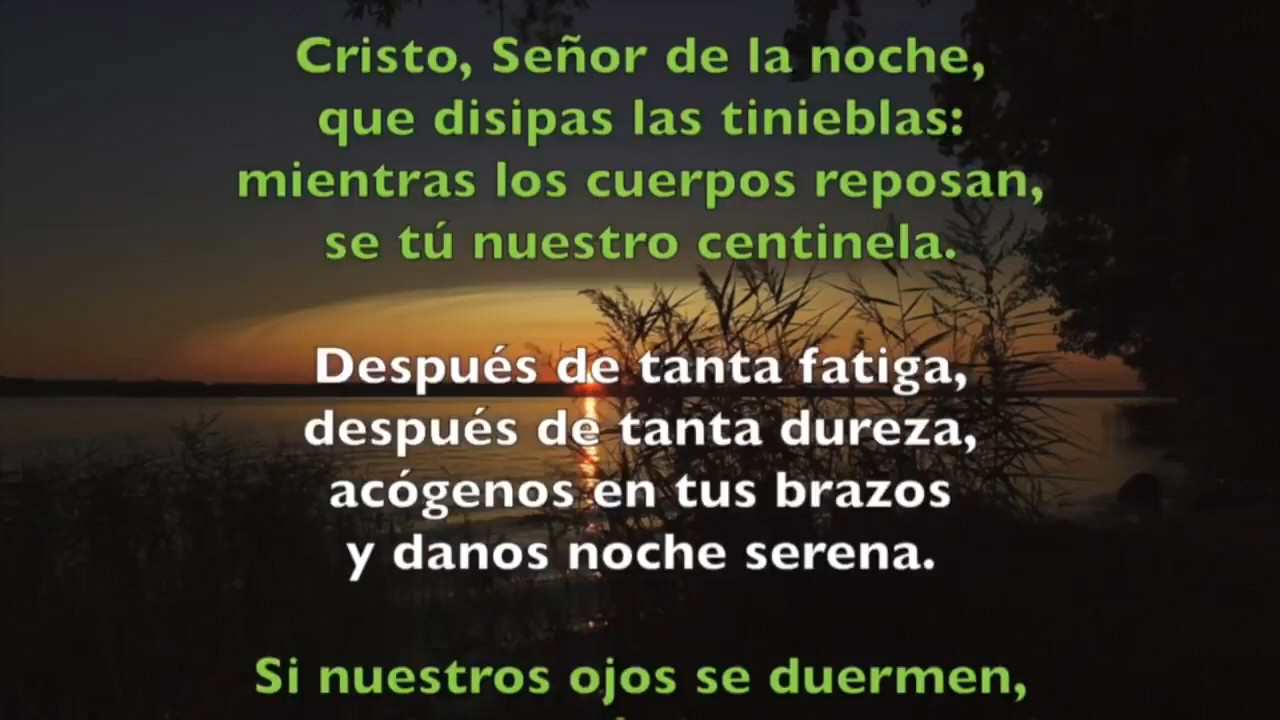 Cristo, Señor de la noche,
que disipas las tinieblas:
mientras los cuerpos reposan,
se tú nuestro centinela.
Después de tanta fatiga,
después de tanta dureza,
acógenos en tus brazos
y danos noche serena.
Si nuestros ojos se duermen,